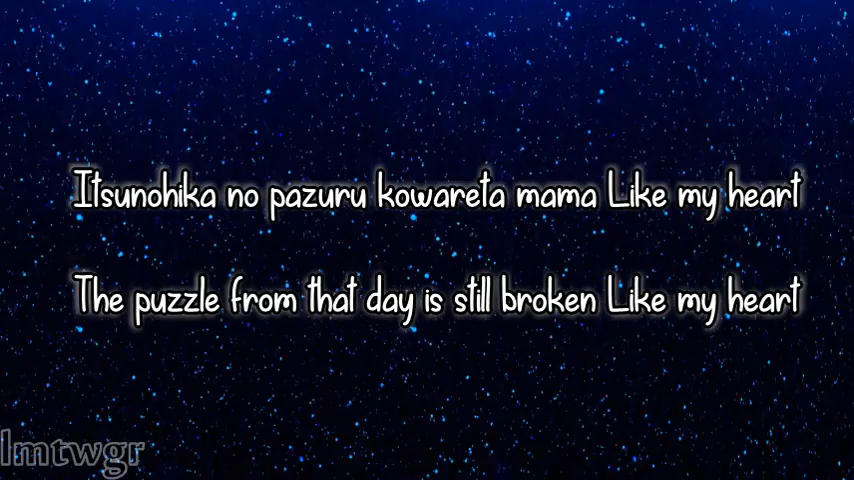 Itsunohika no pazuru kowareta mama Like my heart
The puzzle from that day is still broken Like my heart
lmtwgr